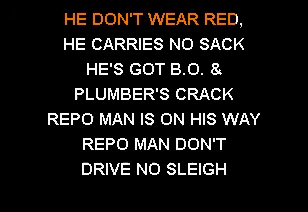 HE DON'T WEAR RED,
HE CARRIES NO SACK
HE'S GOT B.O. &
PLUMBER'S CRACK
REPO MAN IS ON HIS WAY
REPO MAN DON'T
DRIVE NO SLEIGH